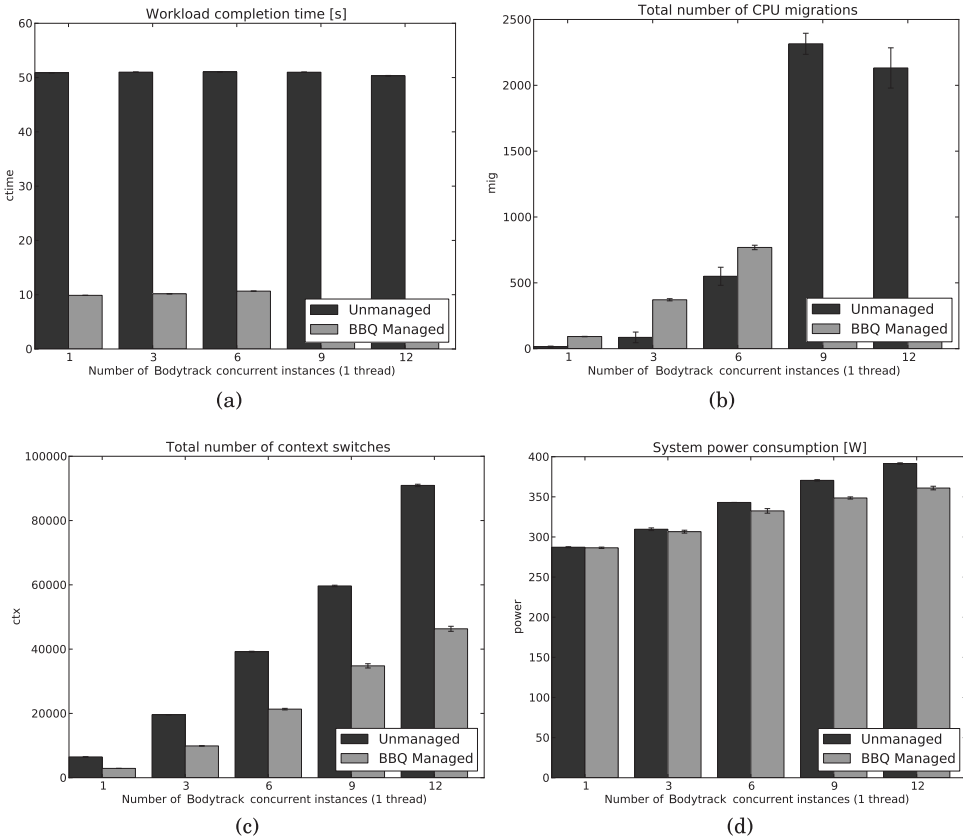 Workload completion time [s]
60
50
40
30
20
10
0
ctime
Unmanaged
BBQ Managed
1 3 6 9 12
Number of Bodytrack concurrent instances (1 thread)
(a)
Total number of CPU migrations
2500
2000
1500
1000
500
0
mig
Unmanaged
BBQ Managed
1 3 6 9 12
Number of Bodytrack concurrent instances (1 thread)
(b)
Total number of context switches
100000
80000
60000
40000
20000
0
ctx
Unmanaged
BBQ Managed
1 3 6 9 12
Number of Bodytrack concurrent instances (1 thread)
(c)
System power consumption [W]
400
350
300
250
200
150
100
50
0
power
Unmanaged
BBQ Managed
1 3 6 9 12
Number of Bodytrack concurrent instances (1 thread)
(d)